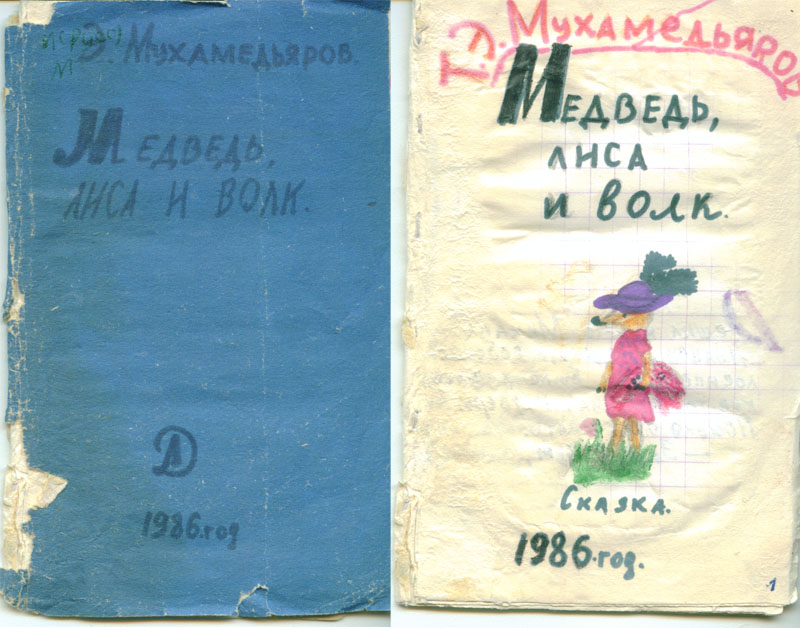 Э. Мухамедьяров.
Медведь,
лиса и волк.
Д
1986.год
Т.Д. Мухамедьяров
Медведь,
лиса
и волк.
Сказка.
1986.год.
1